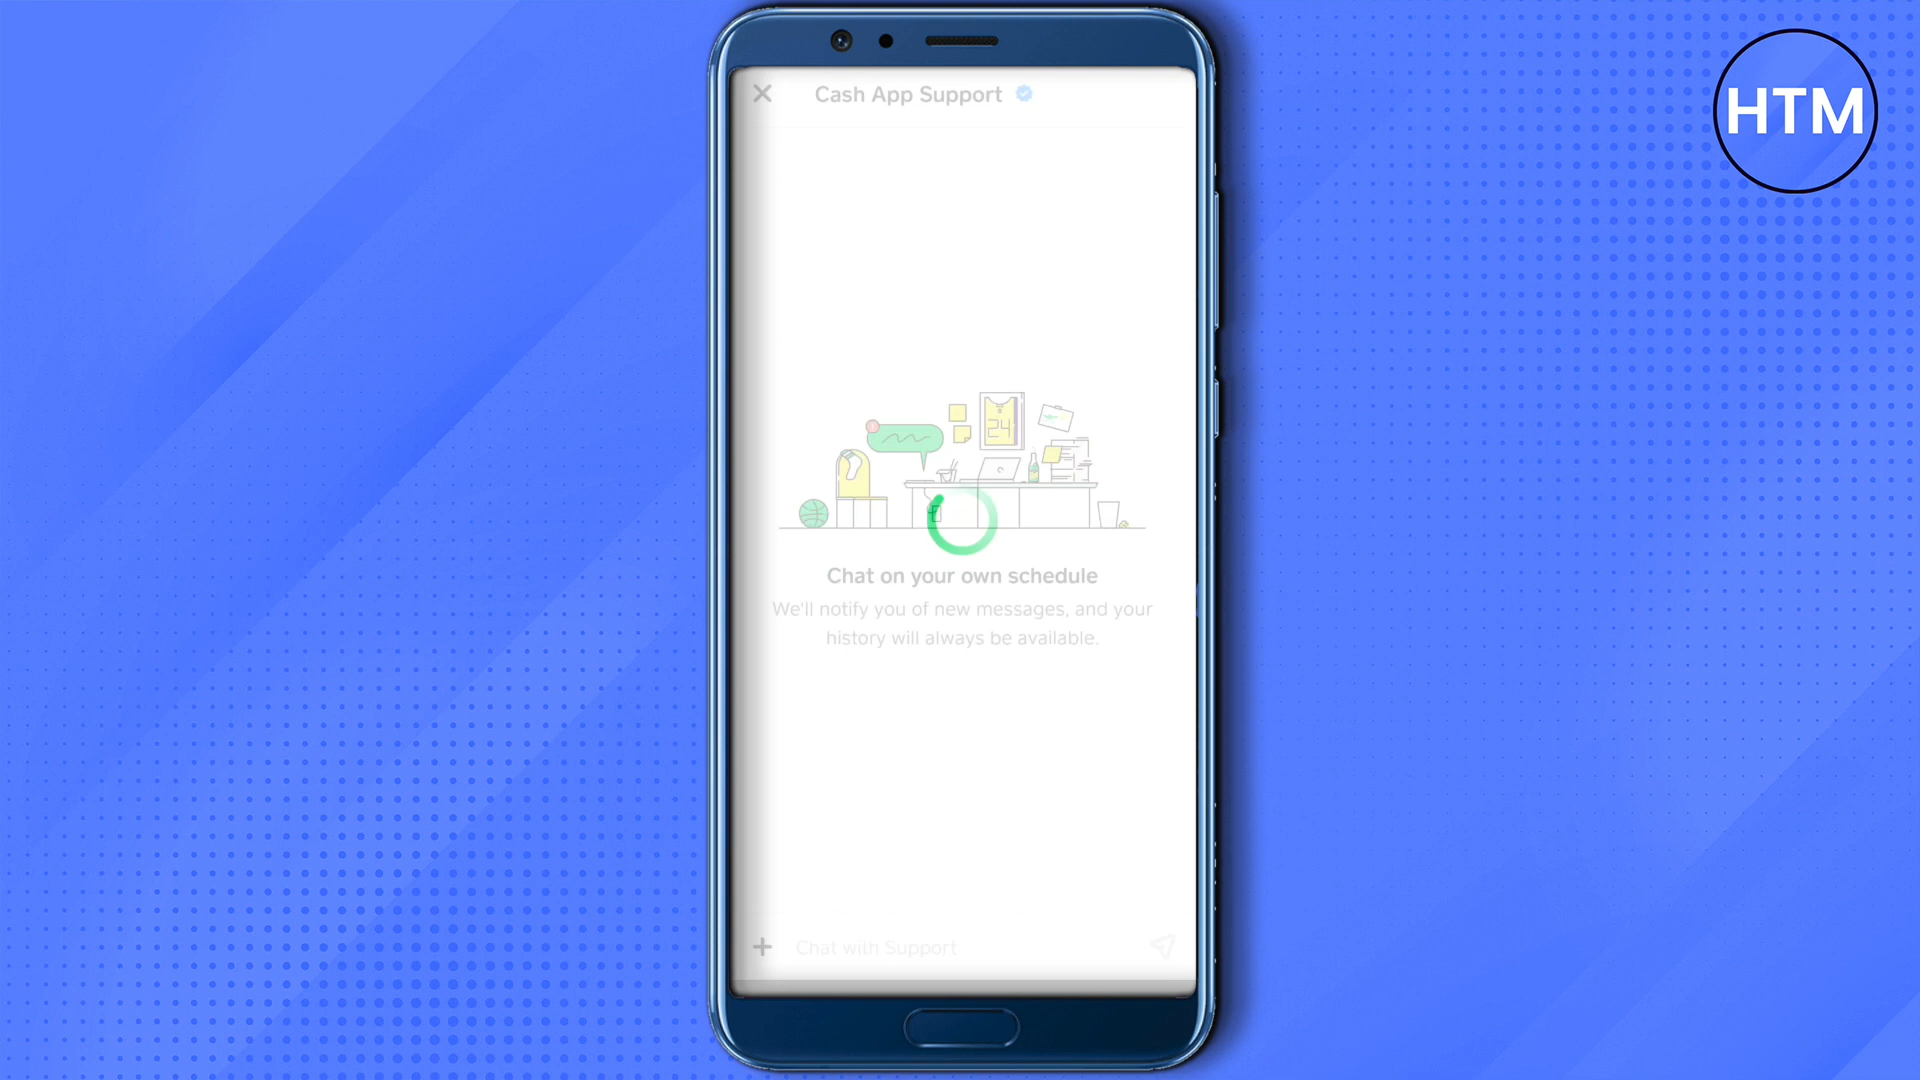 HTM
Cash App Support
24
Chat on your own schedule
We'll notify you of new messages, and your
history will always be available.
Chat with Support